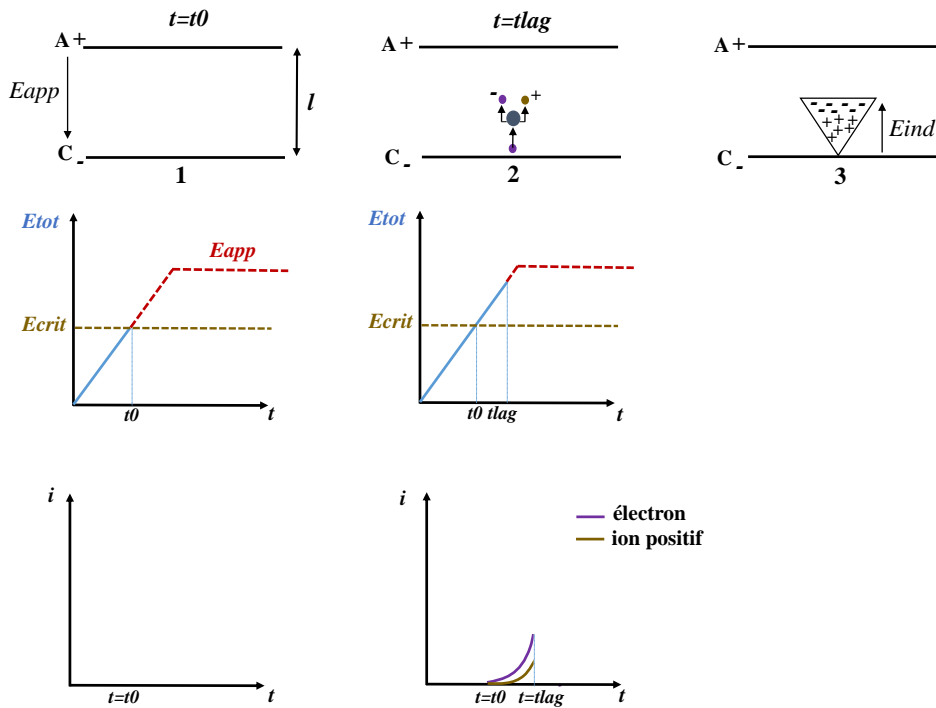 t=t0
A+
Eapp
l
C-
1
t=tlag
A+
- +
C-
2
A+
- - - - - - -
+ + + + + + +
Eind
C-
3
Etot
Eapp
Ecrit
t0
t
Etot
Eapp
Ecrit
t0 tlag
t
i
t=t0
t
i
électron
ion positif
t=t0 t=tlag
t